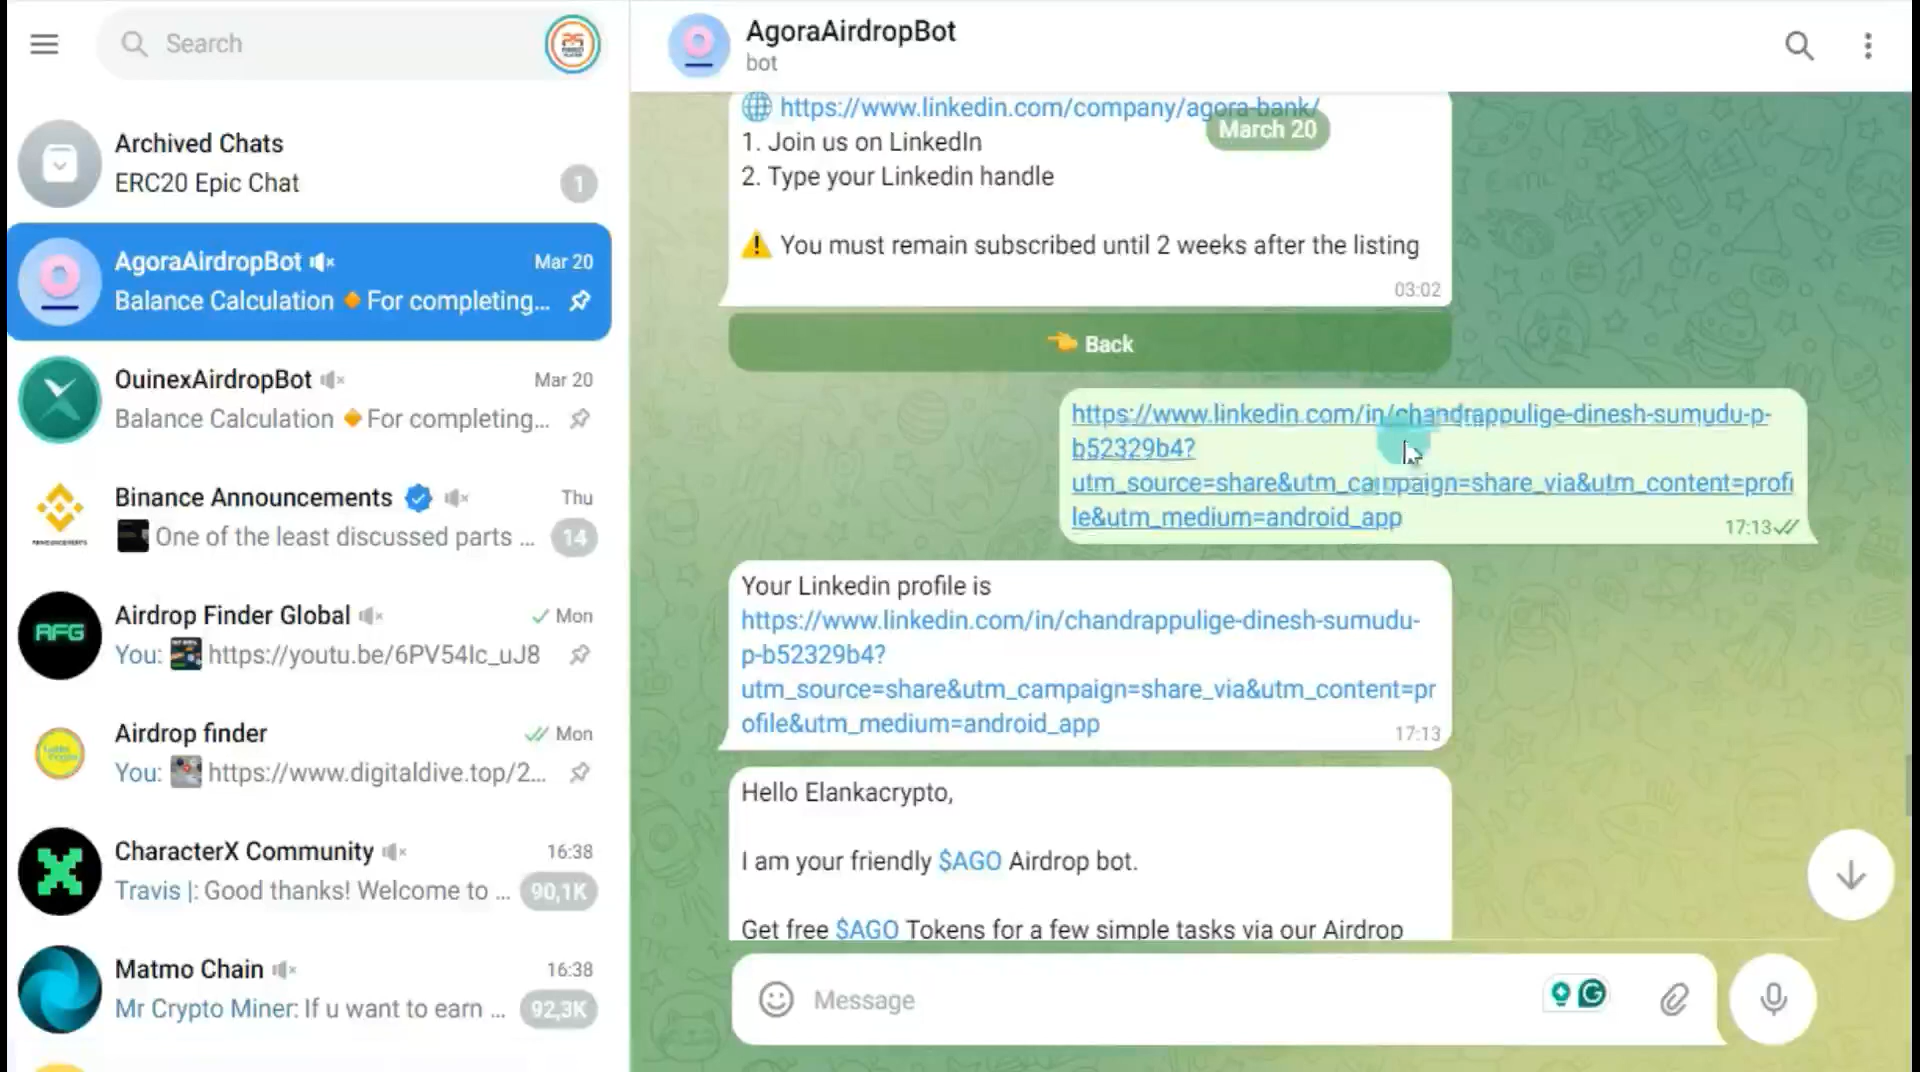 Search
Archived Chats
ERC20 Epic Chat
1
AgoraAirdropBot
Mar 20
Balance Calculation 🔸For completing...
OuinexAirdropBot
Mar 20
Balance Calculation 🔸For completing...
Binance Announcements
Thu
One of the least discussed parts ...
14
AFG
Airdrop Finder Global
Mon
You: https://youtu.be/6PV54Ic_uJ8
Airdrop finder
Mon
You: https://www.digitaldive.top/2...
CharacterX Community
16:38
Travis |: Good thanks! Welcome to ...
90,1K
Matmo Chain
16:38
Mr Crypto Miner: If u want to earn ...
92,3K
AgoraAirdropBot
bot
🌐 https://www.linkedin.com/company/agora-bank/
March 20
1. Join us on LinkedIn
2. Type your Linkedin handle
⚠️ You must remain subscribed until 2 weeks after the listing
03:02
👈 Back
https://www.linkedin.com/in/chandrappulige-dinesh-sumudu-p-
b52329b4?
utm_source=share&utm_campaign=share_via&utm_content=profi
le&utm_medium=android_app
17:13
Your Linkedin profile is
https://www.linkedin.com/in/chandrappulige-dinesh-sumudu-
p-b52329b4?
utm_source=share&utm_campaign=share_via&utm_content=pr
ofile&utm_medium=android_app
17:13
Hello Elankacrypto,
I am your friendly $AGO Airdrop bot.
Get free $AGO Tokens for a few simple tasks via our Airdrop
Message